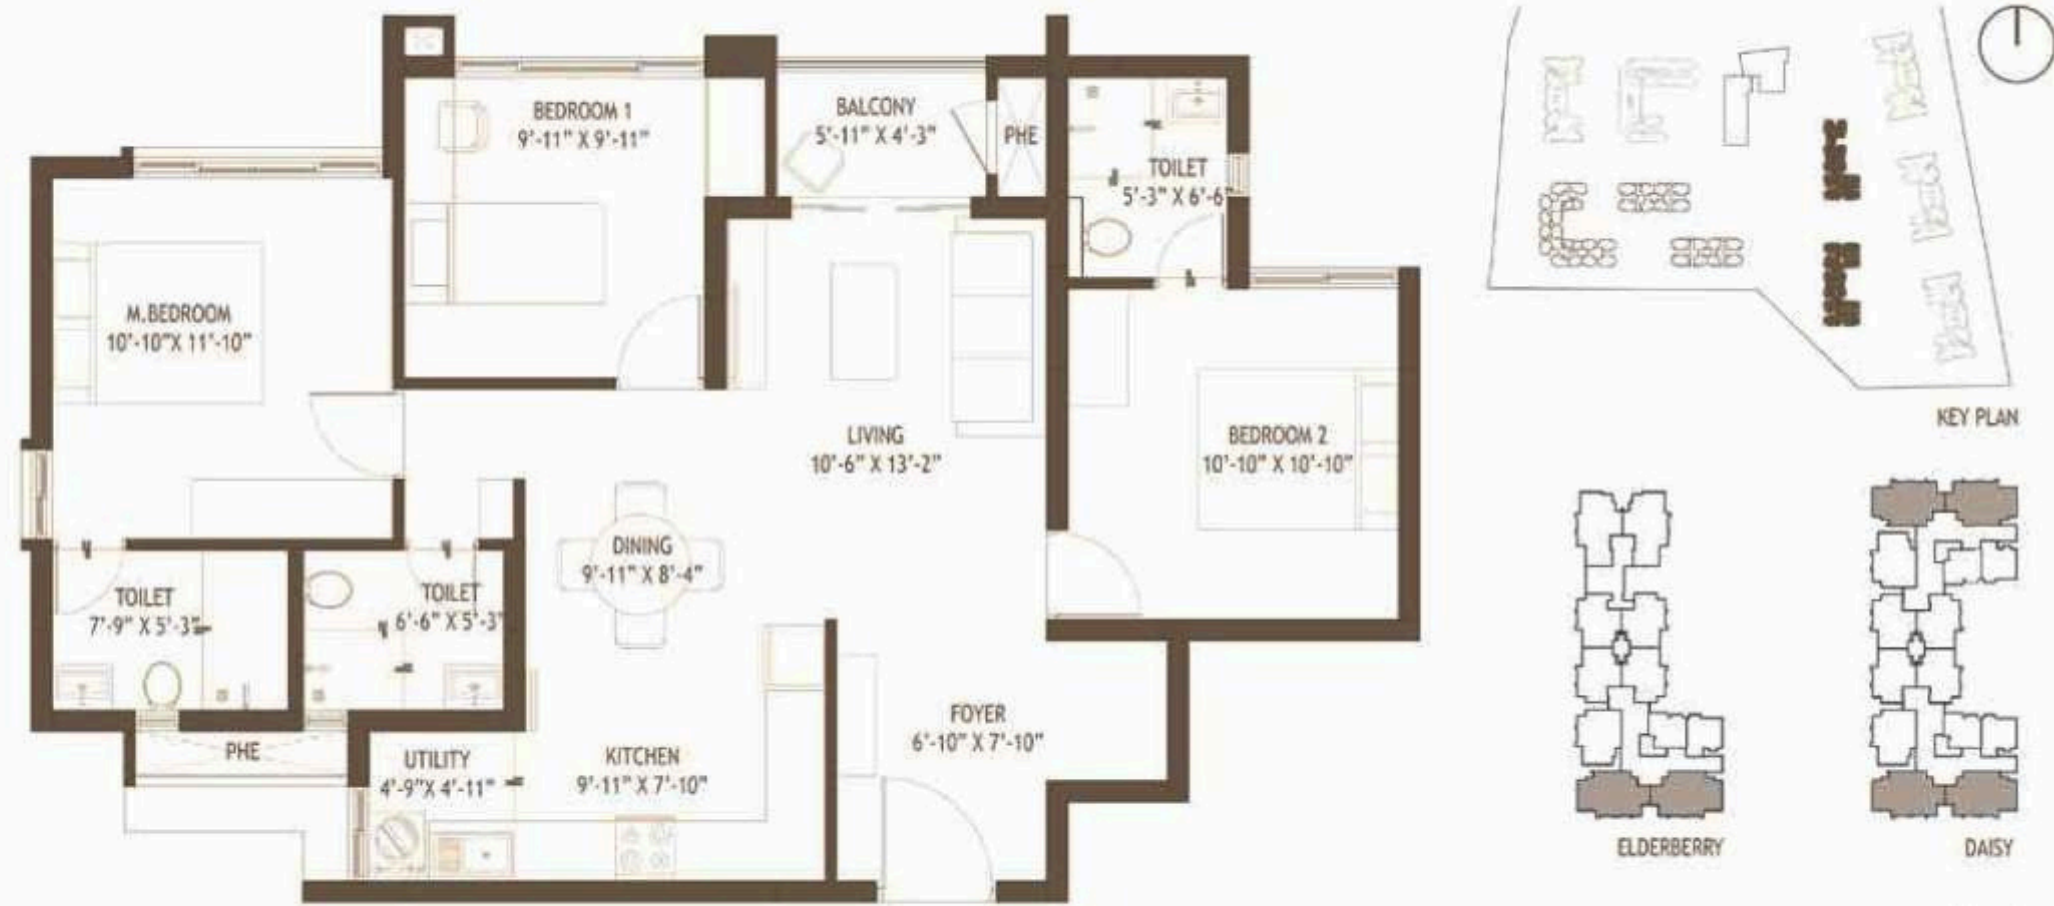 BEDROOM 1
9'-11" X 9'-11"
BALCONY
5'-11" X 4'-3"
PHE
TOILET
5'-3" X 6'-6
M.BEDROOM
10'-10"X 11'-10"
LIVING
10'-6" X 13'-2"
BEDROOM 2
10'-10" X 10'-10"
DINING
9'-11" X 8'-4"
TOILET
7'-9" X 5'-3"
TOILET
6'-6" X 5'-3"
PHE
UTILITY
4'-9"X 4'-11"
KITCHEN
9'-11" X 7'-10"
FOYER
6'-10" X 7'-10"
KEY PLAN
ELDERBERRY
DAISY